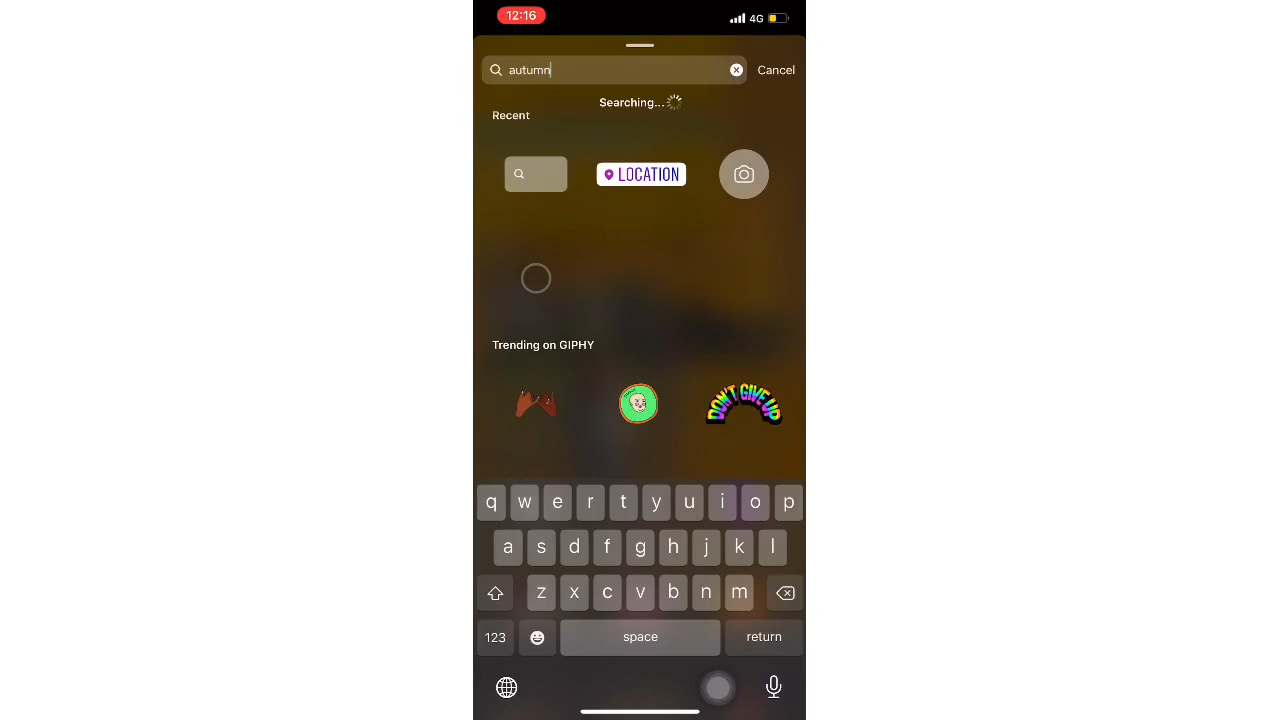 12:16
4G
autumn
Cancel
Searching...
Recent
LOCATION
Trending on GIPHY
DON'T GIVE UP
q w e r t y u i o p
a s d f g h j k l
z x c v b n m
123 space return